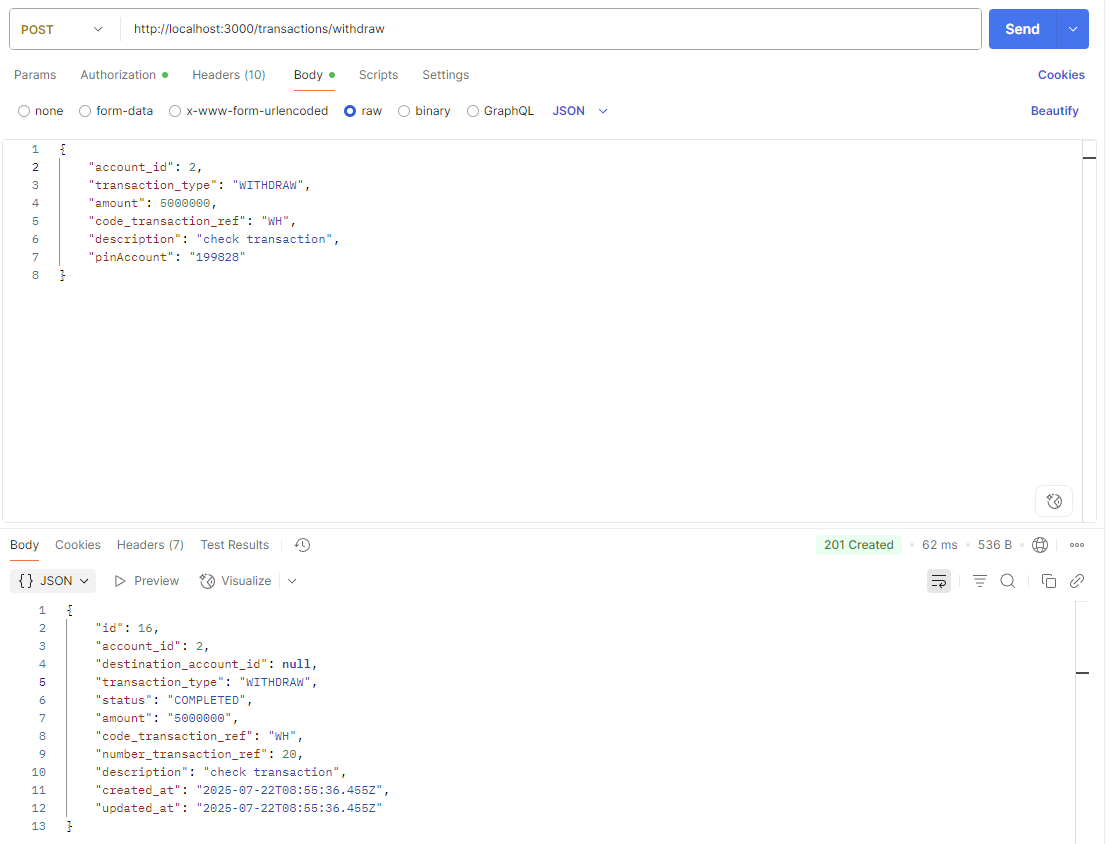 POST http://localhost:3000/transactions/withdraw Send
Params Authorization Headers (10) Body Scripts Settings Cookies
none form-data x-www-form-urlencoded raw binary GraphQL JSON Beautify
1 {
2 "account_id": 2,
3 "transaction_type": "WITHDRAW",
4 "amount": 5000000,
5 "code_transaction_ref": "WH",
6 "description": "check transaction",
7 "pinAccount": "199828"
8 }
Body Cookies Headers (7) Test Results 201 Created 62 ms 536 B
{} JSON Preview Visualize
1 {
2 "id": 16,
3 "account_id": 2,
4 "destination_account_id": null,
5 "transaction_type": "WITHDRAW",
6 "status": "COMPLETED",
7 "amount": "5000000",
8 "code_transaction_ref": "WH",
9 "number_transaction_ref": 20,
10 "description": "check transaction",
11 "created_at": "2025-07-22T08:55:36.455Z",
12 "updated_at": "2025-07-22T08:55:36.455Z"
13 }